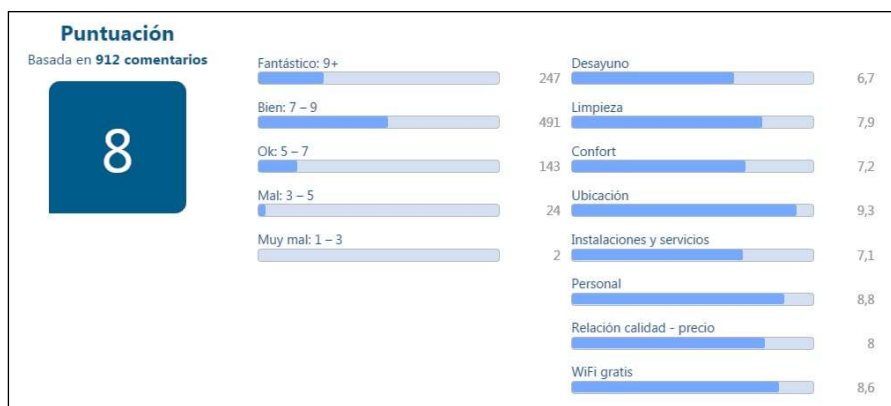 Puntuación
Basada en 912 comentarios
8
Fantástico: 9+
247
Bien: 7 – 9
491
Ok: 5 – 7
143
Mal: 3 – 5
24
Muy mal: 1 – 3
2
Desayuno
6,7
Limpieza
7,9
Confort
7,2
Ubicación
9,3
Instalaciones y servicios
7,1
Personal
8,8
Relación calidad - precio
8
WiFi gratis
8,6